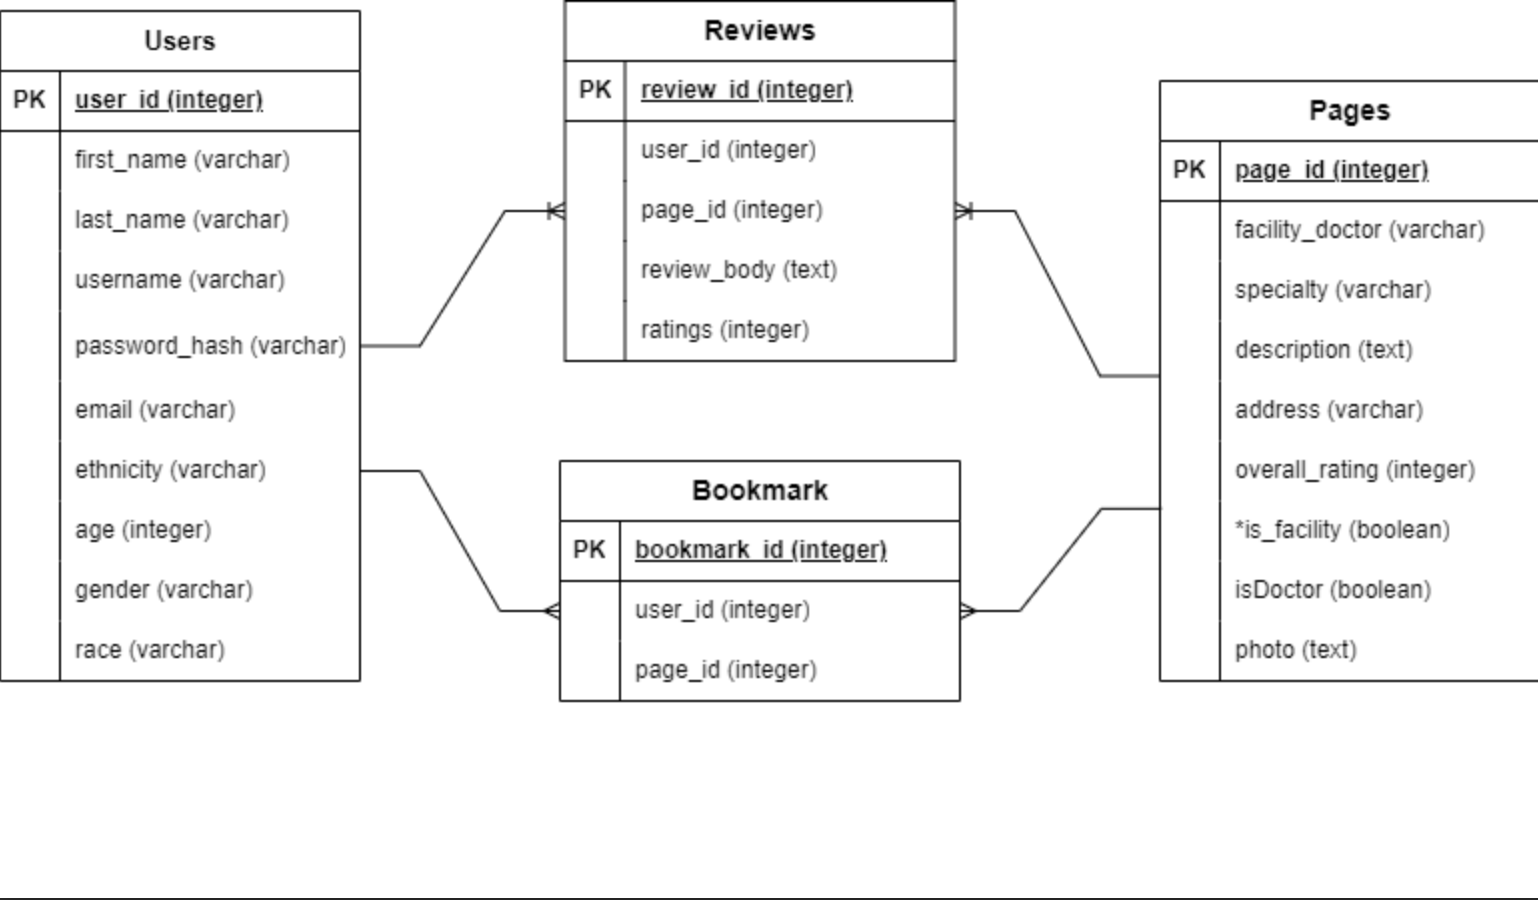 Users
PK user_id (integer)
first_name (varchar)
last_name (varchar)
username (varchar)
password_hash (varchar)
email (varchar)
ethnicity (varchar)
age (integer)
gender (varchar)
race (varchar)
Reviews
PK review_id (integer)
user_id (integer)
page_id (integer)
review_body (text)
ratings (integer)
Bookmark
PK bookmark_id (integer)
user_id (integer)
page_id (integer)
Pages
PK page_id (integer)
facility_doctor (varchar)
specialty (varchar)
description (text)
address (varchar)
overall_rating (integer)
*is_facility (boolean)
isDoctor (boolean)
photo (text)